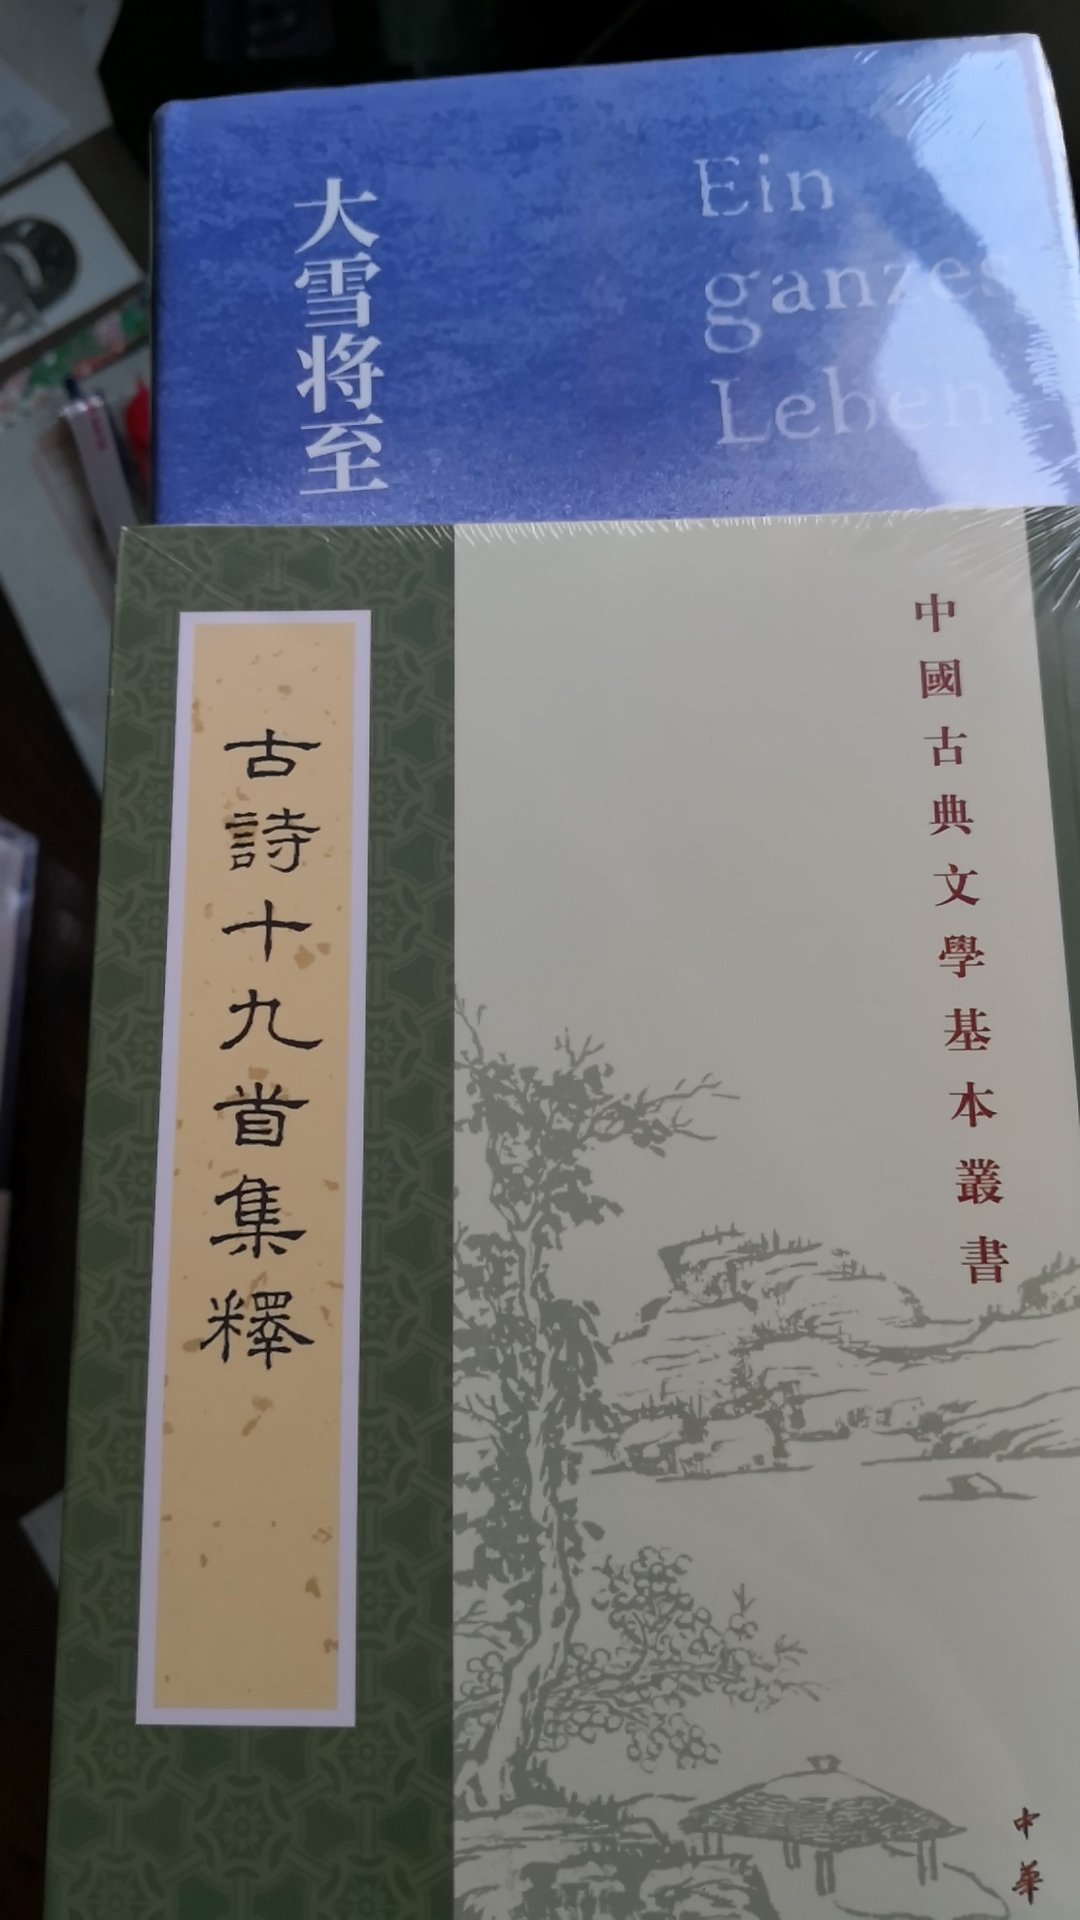 大雪将至
Ein
ganzes
Leben
中國古典文學基本叢書
古詩十九首集釋
中華